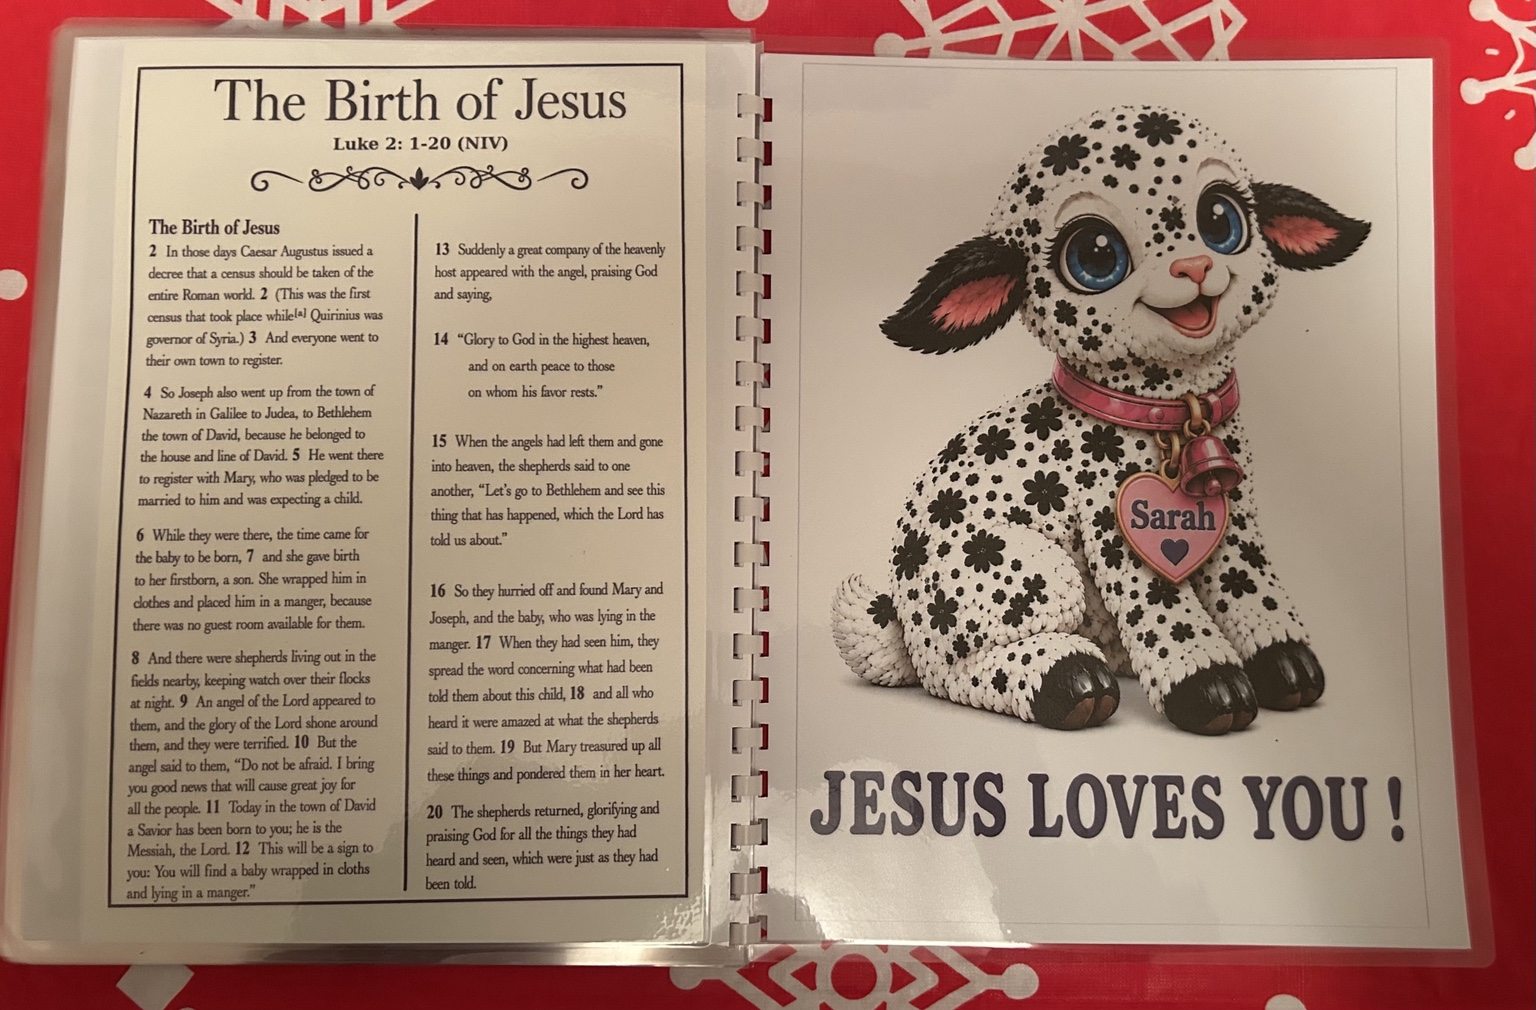 The Birth of Jesus
Luke 2: 1-20 (NIV)
The Birth of Jesus
2 In those days Caesar Augustus issued a
decree that a census should be taken of the
entire Roman world. 2 (This was the first
census that took place while[a] Quirinius was
governor of Syria.) 3 And everyone went to
their own town to register.
4 So Joseph also went up from the town of
Nazareth in Galilee to Judea, to Bethlehem
the town of David, because he belonged to
the house and line of David. 5 He went there
to register with Mary, who was pledged to be
married to him and was expecting a child.
6 While they were there, the time came for
the baby to be born, 7 and she gave birth
to her firstborn, a son. She wrapped him in
clothes and placed him in a manger, because
there was no guest room available for them.
8 And there were shepherds living out in the
fields nearby, keeping watch over their flocks
at night. 9 An angel of the Lord appeared to
them, and the glory of the Lord shone around
them, and they were terrified. 10 But the
angel said to them, “Do not be afraid. I bring
you good news that will cause great joy for
all the people. 11 Today in the town of David
a Savior has been born to you; he is the
Messiah, the Lord. 12 This will be a sign to
you: You will find a baby wrapped in cloths
and lying in a manger.”
13 Suddenly a great company of the heavenly
host appeared with the angel, praising God
and saying,
14 “Glory to God in the highest heaven,
and on earth peace to those
on whom his favor rests.”
15 When the angels had left them and gone
into heaven, the shepherds said to one
another, “Let’s go to Bethlehem and see this
thing that has happened, which the Lord has
told us about.”
16 So they hurried off and found Mary and
Joseph, and the baby, who was lying in the
manger. 17 When they had seen him, they
spread the word concerning what had been
told them about this child, 18 and all who
heard it were amazed at what the shepherds
said to them. 19 But Mary treasured up all
these things and pondered them in her heart.
20 The shepherds returned, glorifying and
praising God for all the things they had
heard and seen, which were just as they had
been told.
Sarah
JESUS LOVES YOU !